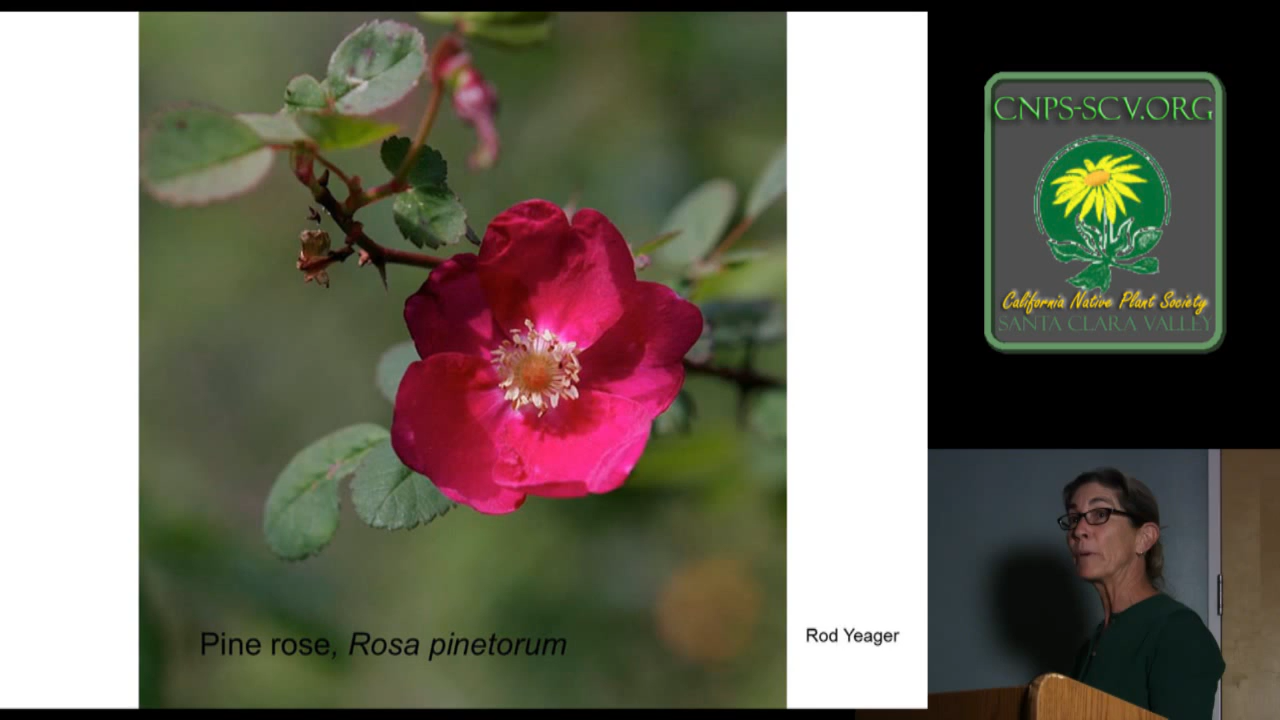 Pine rose, Rosa pinetorum
Rod Yeager
CNPS-SCV.ORG
California Native Plant Society
SANTA CLARA VALLEY